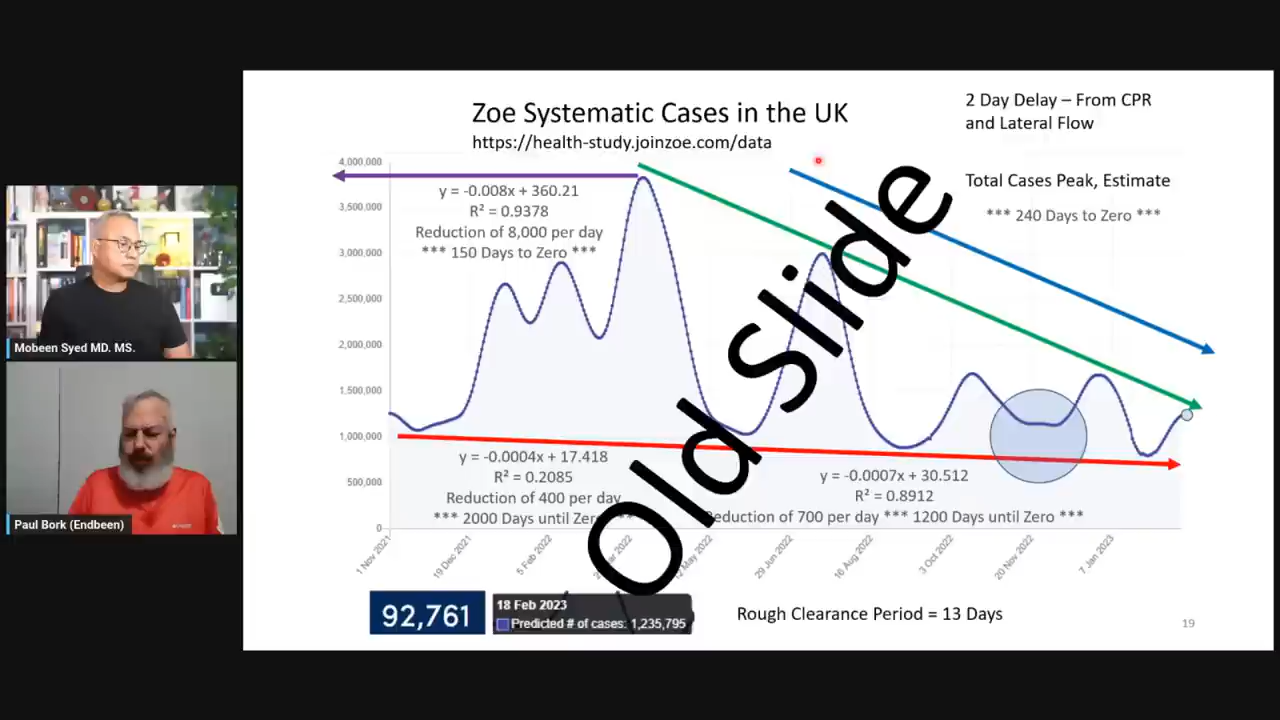 Zoe Systematic Cases in the UK
https://health-study.joinzoe.com/data
2 Day Delay – From CPR
and Lateral Flow
Total Cases Peak, Estimate
*** 240 Days to Zero ***
4,000,000
3,500,000
3,000,000
2,500,000
2,000,000
1,500,000
1,000,000
500,000
0
y = -0.008x + 360.21
R² = 0.9378
Reduction of 8,000 per day
*** 150 Days to Zero ***
Old Slide
y = -0.0004x + 17.418
R² = 0.2085
Reduction of 400 per day
*** 2000 Days until Zero ***
y = -0.0007x + 30.512
R² = 0.8912
Reduction of 700 per day *** 1200 Days until Zero ***
1 Nov 2021
19 Dec 2021
5 Feb 2022
Mar 2022
12 May 2022
29 Jun 2022
16 Aug 2022
3 Oct 2022
20 Nov 2022
7 Jan 2023
92,761
18 Feb 2023
Predicted # of cases: 1,235,795
Rough Clearance Period = 13 Days
19
Mobeen Syed MD. MS.
Paul Bork (Endbeen)